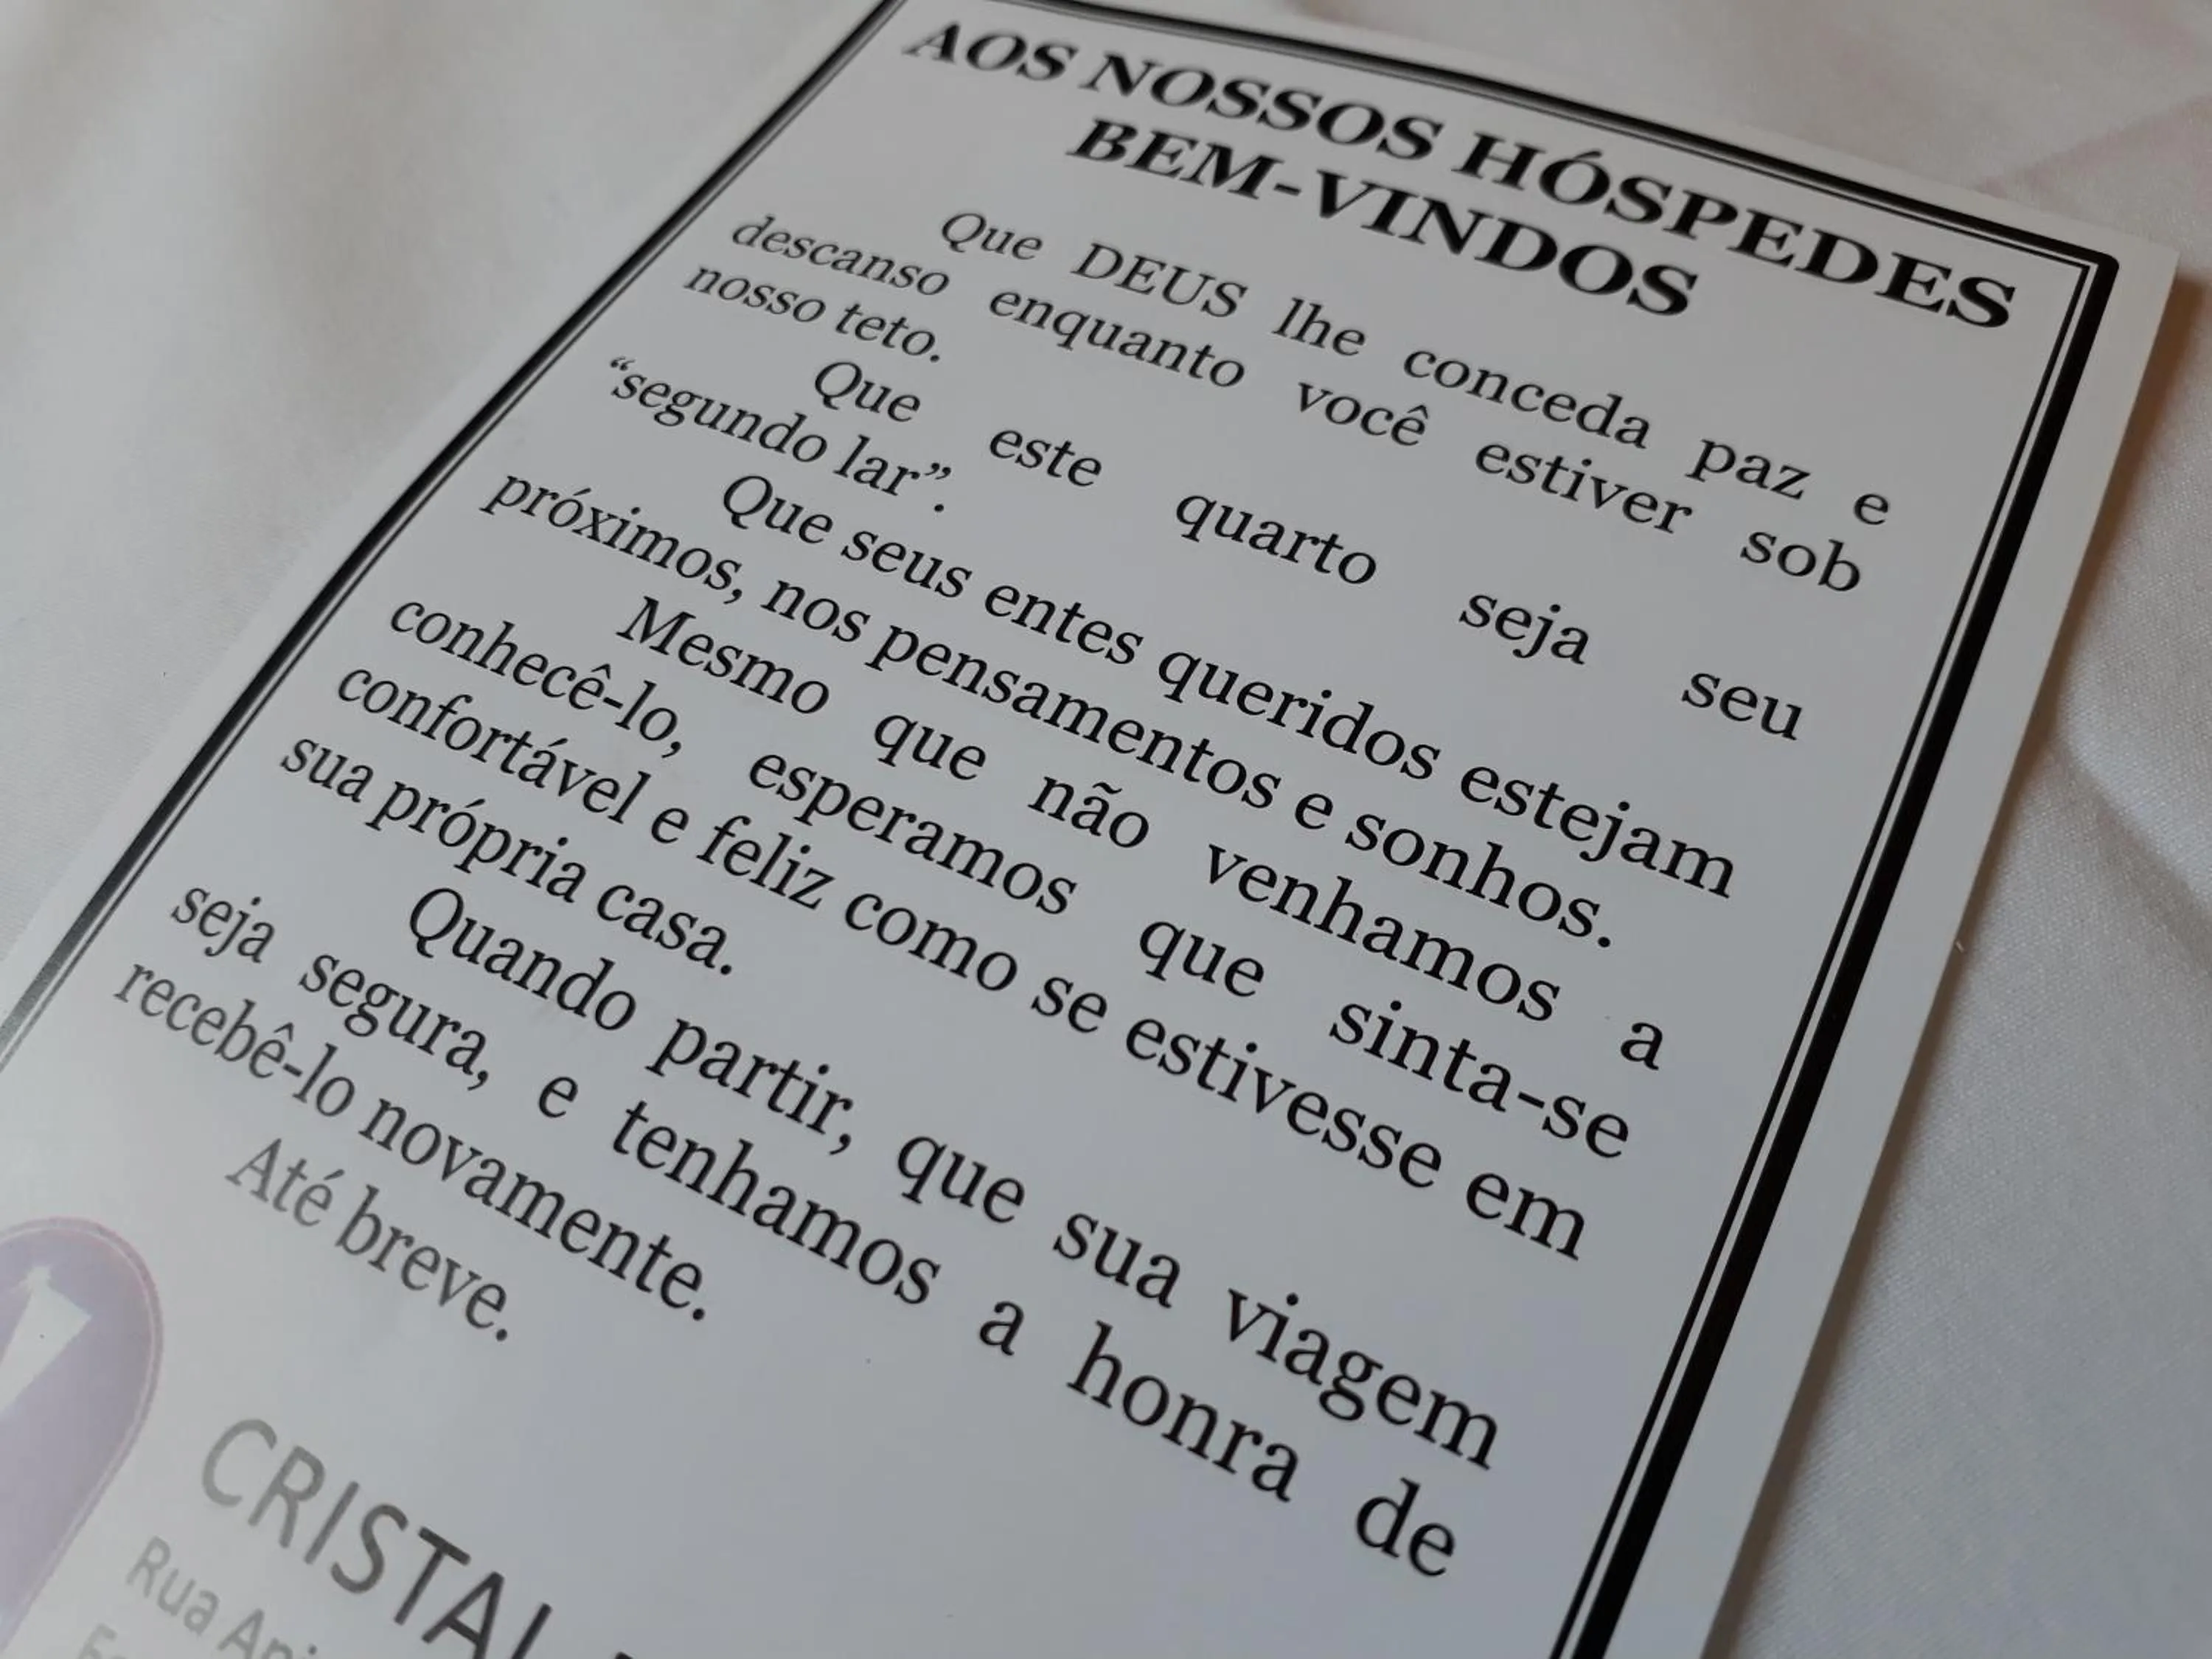 AOS NOSSOS HÓSPEDES
BEM-VINDOS
Que DEUS lhe conceda paz e
descanso enquanto você estiver sob
nosso teto.
Que este quarto seja seu
“segundo lar”.
Que seus entes queridos estejam
próximos, nos pensamentos e sonhos.
Mesmo que não venhamos a
conhecê-lo, esperamos que sinta-se
confortável e feliz como se estivesse em
sua própria casa.
Quando partir, que sua viagem
seja segura, e tenhamos a honra de
recebê-lo novamente.
Até breve.
CRISTAL
Rua